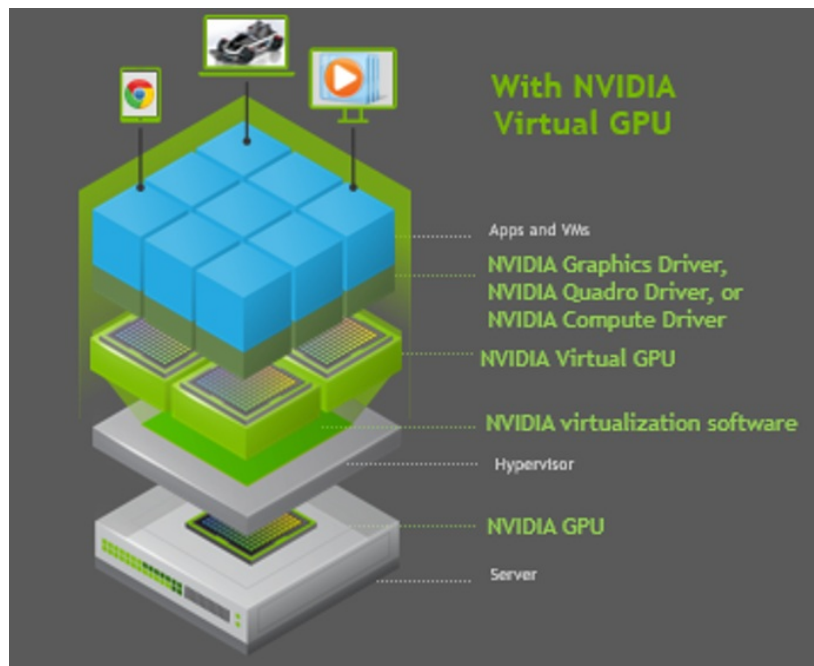 With NVIDIA
Virtual GPU
Apps and VMs
NVIDIA Graphics Driver,
NVIDIA Quadro Driver, or
NVIDIA Compute Driver
NVIDIA Virtual GPU
NVIDIA virtualization software
Hypervisor
NVIDIA GPU
Server